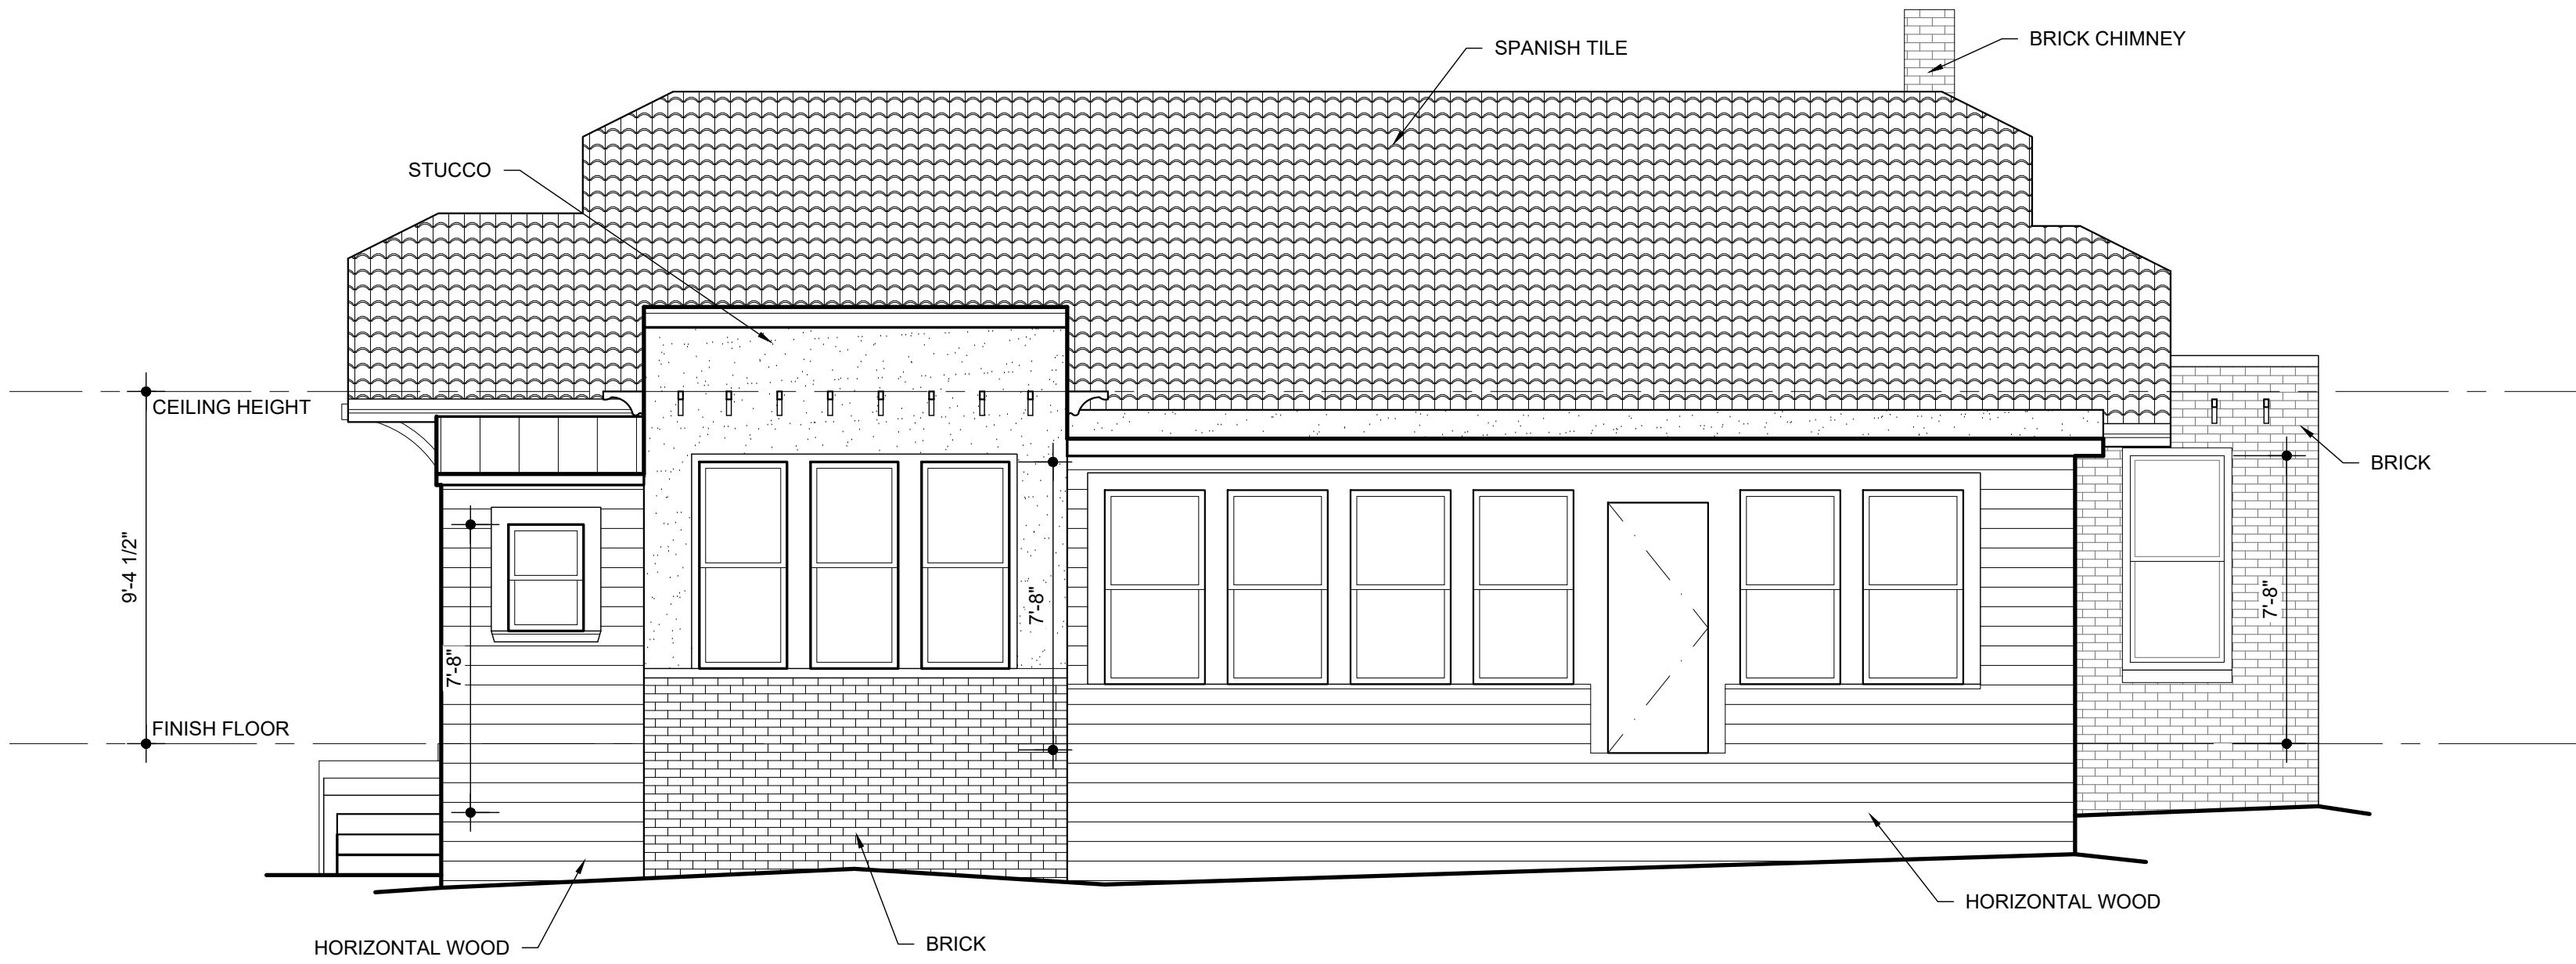 BRICK CHIMNEY
SPANISH TILE
STUCCO
CEILING HEIGHT
BRICK
9'-4 1/2"
7'-8"
7'-8"
7'-8"
FINISH FLOOR
HORIZONTAL WOOD
BRICK
HORIZONTAL WOOD